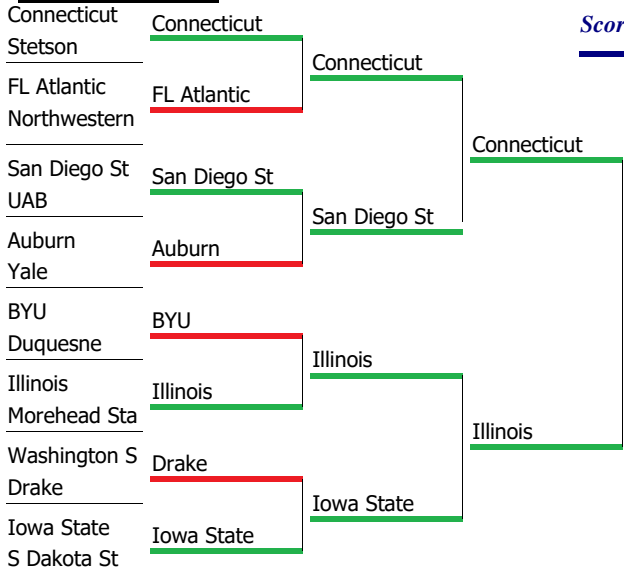 Connecticut
Stetson
FL Atlantic
Northwestern
San Diego St
UAB
Auburn
Yale
BYU
Duquesne
Illinois
Morehead Sta
Washington S
Drake
Iowa State
S Dakota St
Connecticut
FL Atlantic
San Diego St
Auburn
BYU
Illinois
Drake
Iowa State
Connecticut
San Diego St
Illinois
Iowa State
Connecticut
Illinois
Scor